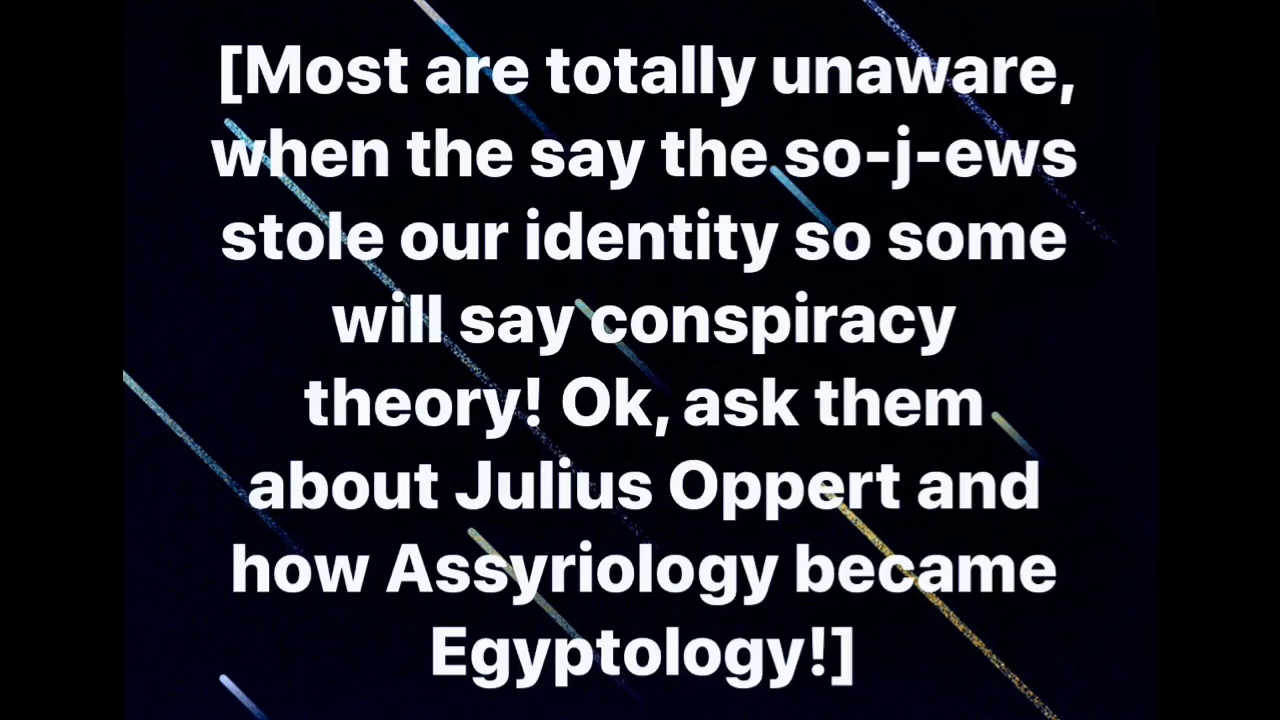 [Most are totally unaware,
when the say the so-j-ews
stole our identity so some
will say conspiracy
theory! Ok, ask them
about Julius Oppert and
how Assyriology became
Egyptology!]